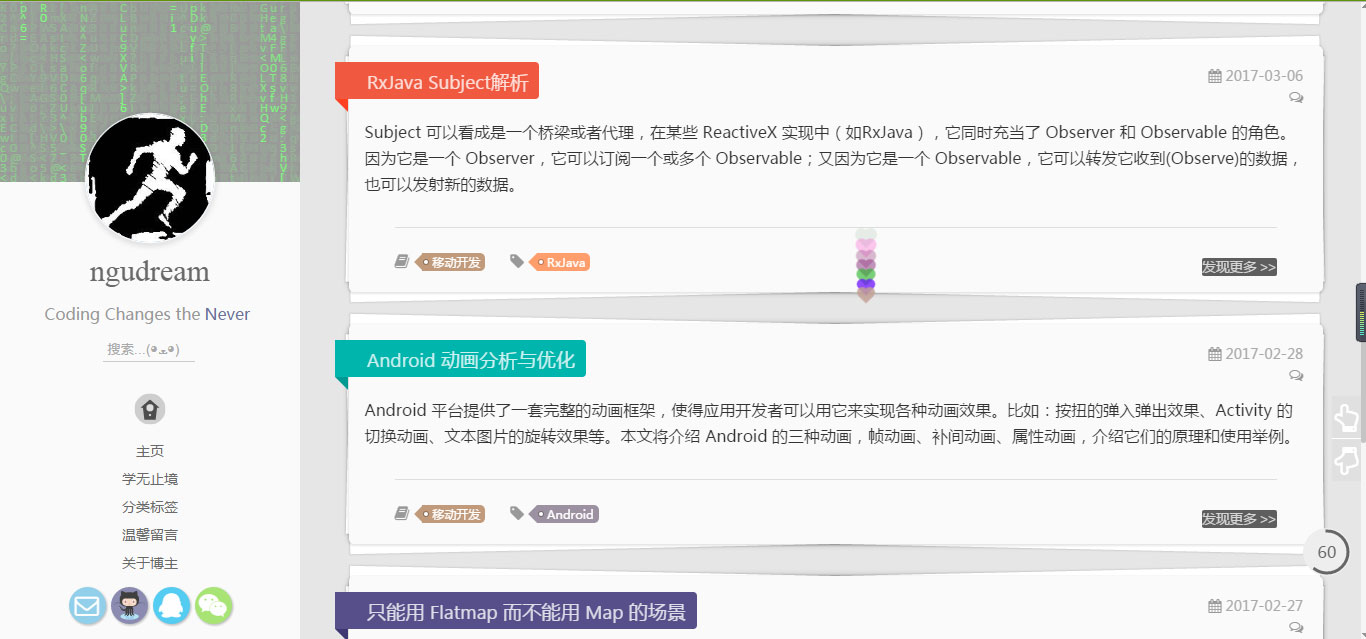 ngudream
Coding Changes the Never
搜索...(•ܫ•)
主页
学无止境
分类标签
温馨留言
关于博主
RxJava Subject解析
2017-03-06
Subject 可以看成是一个桥梁或者代理，在某些 ReactiveX 实现中（如RxJava），它同时充当了 Observer 和 Observable 的角色。
因为它是一个 Observer，它可以订阅一个或多个 Observable；又因为它是一个 Observable，它可以转发它收到(Observe)的数据，
也可以发射新的数据。
移动开发
RxJava
发现更多 >>
Android 动画分析与优化
2017-02-28
Android 平台提供了一套完整的动画框架，使得应用开发者可以用它来实现各种动画效果。比如：按扭的弹入弹出效果、Activity 的
切换动画、文本图片的旋转效果等。本文将介绍 Android 的三种动画，帧动画、补间动画、属性动画，介绍它们的原理和使用举例。
移动开发
Android
发现更多 >>
60
只能用 Flatmap 而不能用 Map 的场景
2017-02-27